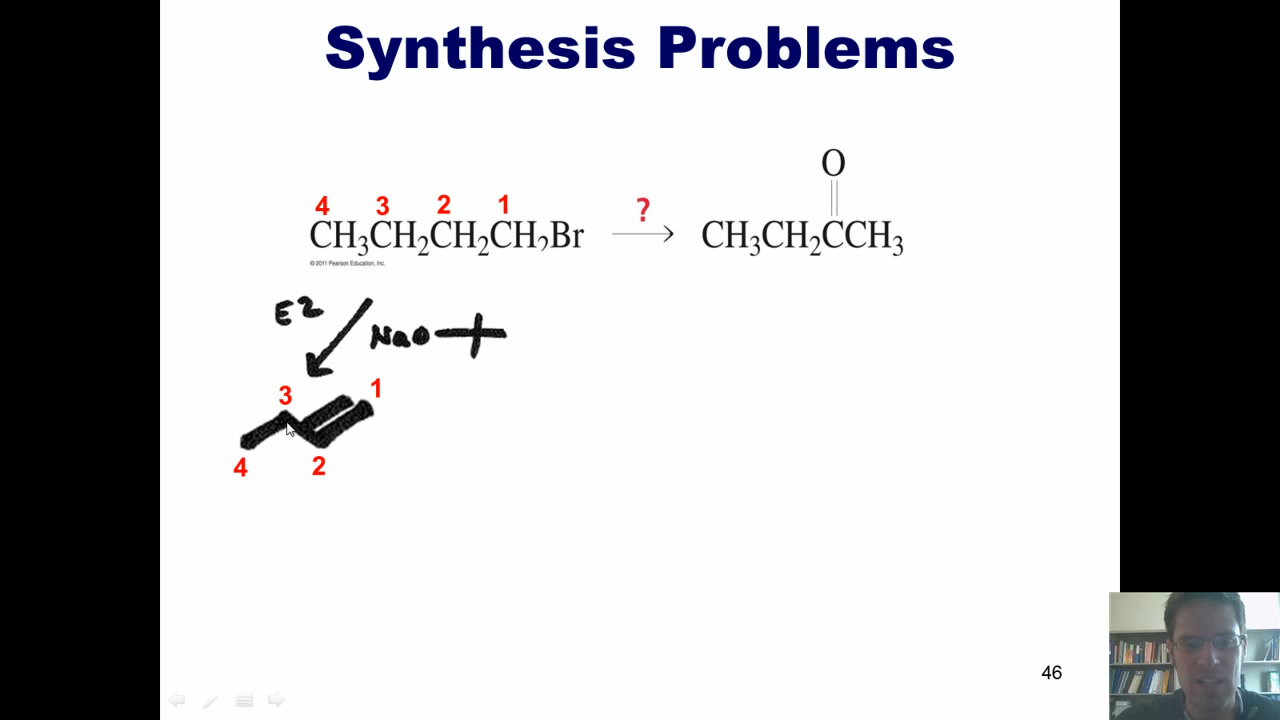 Synthesis Problems
O
4 3 2 1 ?
CH₃CH₂CH₂CH₂Br CH₃CH₂CCH₃
© 2011 Pearson Education, Inc.
E2
NaO
3 1
4 2
46